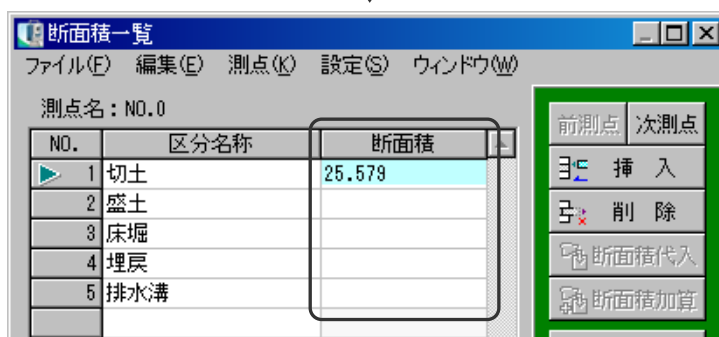 断面積一覧
ファイル(F) 編集(E) 測点(K) 設定(S) ウィンドウ(W)
測点名:NO.0
前測点 次測点
NO. 区分名称 断面積
1 切土 25.579
挿 入
2 盛土
削 除
3 床堀
4 埋戻
断面積代入
5 排水溝
断面積加算